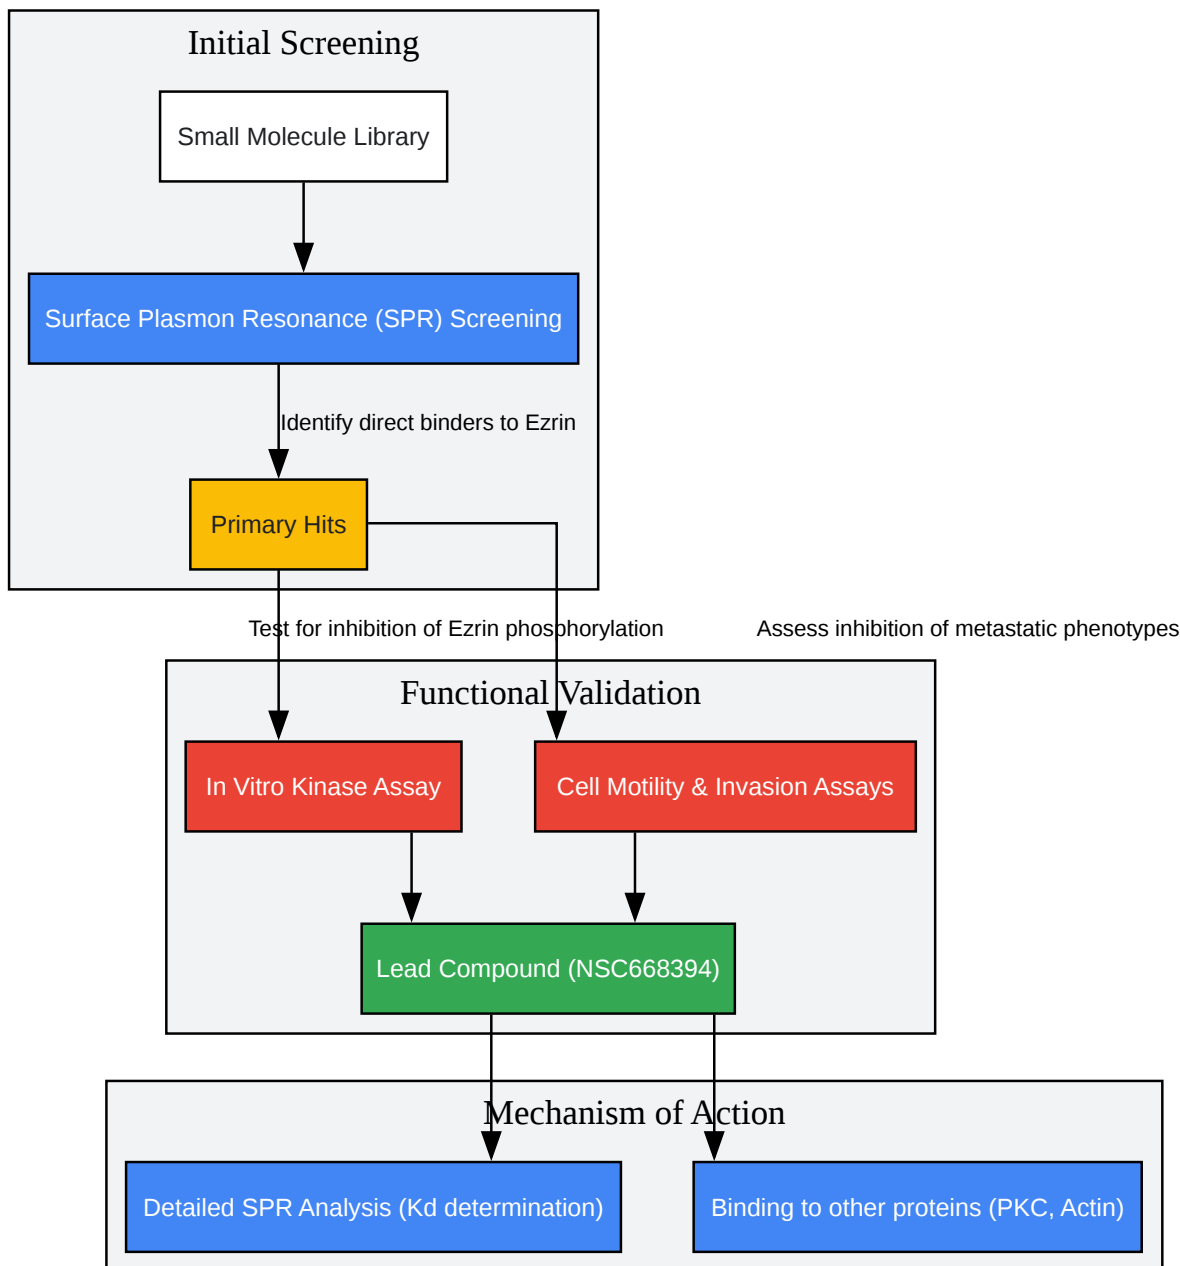 Initial Screening
Small Molecule Library
Surface Plasmon Resonance (SPR) Screening
Identify direct binders to Ezrin
Primary Hits
Test for inhibition of Ezrin phosphorylation
Assess inhibition of metastatic phenotypes
Functional Validation
In Vitro Kinase Assay
Cell Motility & Invasion Assays
Lead Compound (NSC668394)
Mechanism of Action
Detailed SPR Analysis (Kd determination)
Binding to other proteins (PKC, Actin)